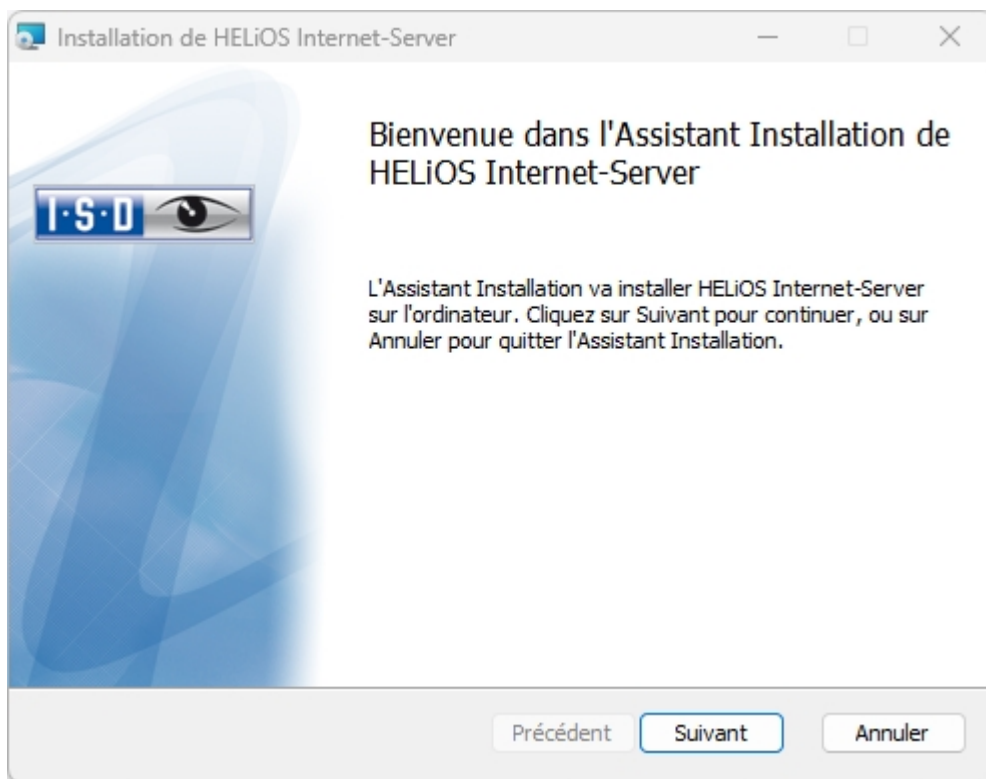 Installation de HELiOS Internet-Server
Bienvenue dans l'Assistant Installation de
HELiOS Internet-Server
I·S·D
L'Assistant Installation va installer HELiOS Internet-Server
sur l'ordinateur. Cliquez sur Suivant pour continuer, ou sur
Annuler pour quitter l'Assistant Installation.
Précédent Suivant Annuler